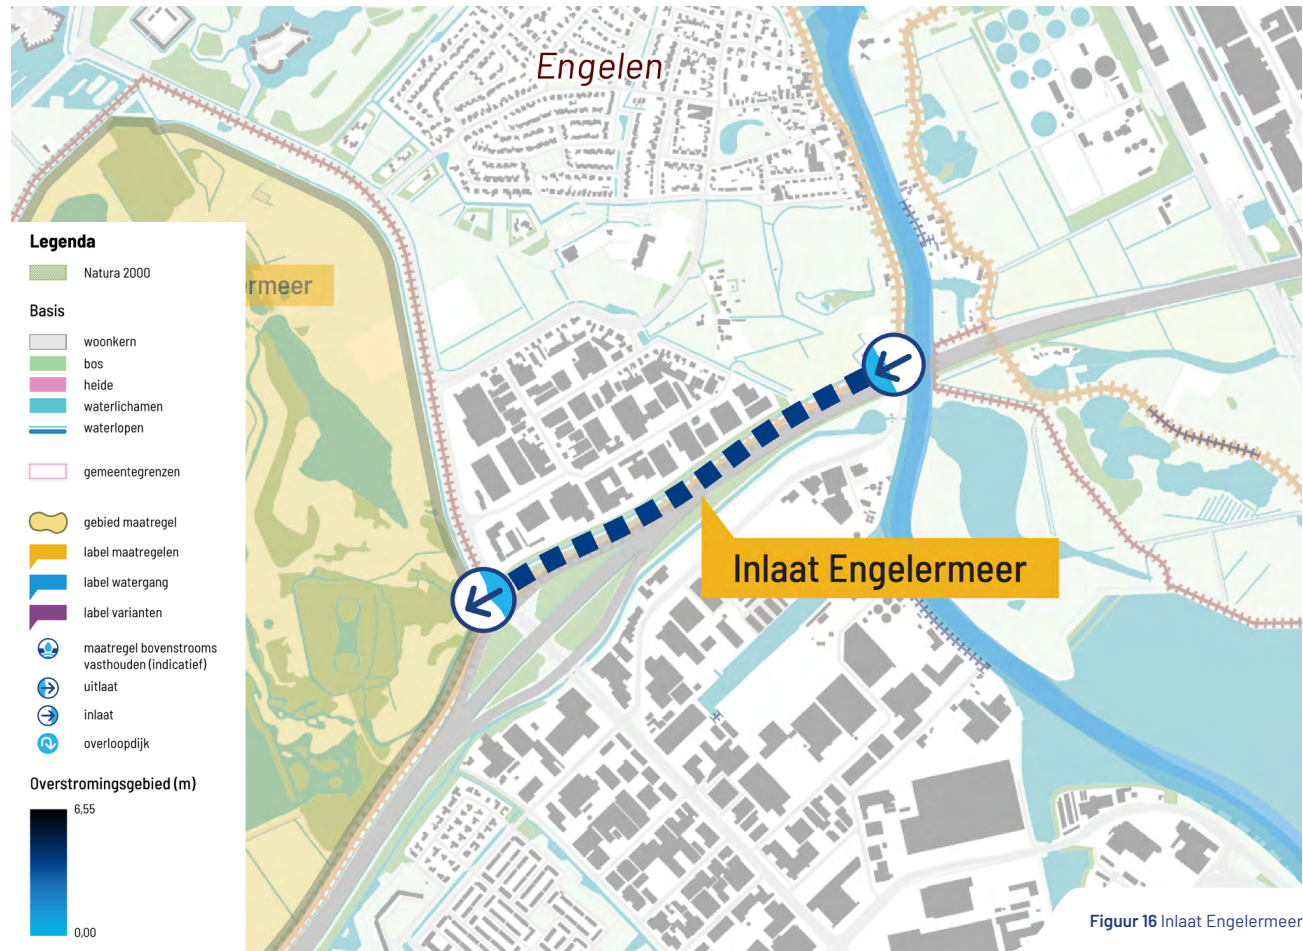 Engelen
Legenda
Natura 2000
ermeer
Basis
woonkern
bos
heide
waterlichamen
waterlopen
gemeentegrenzen
gebied maatregel
label maatregelen
label watergang
label varianten
maatregel bovenstrooms
vasthouden (indicatief)
uitlaat
inlaat
overloopdijk
Overstromingsgebied (m)
6,55
0,00
Inlaat Engelermeer
Figuur 16 Inlaat Engelermeer